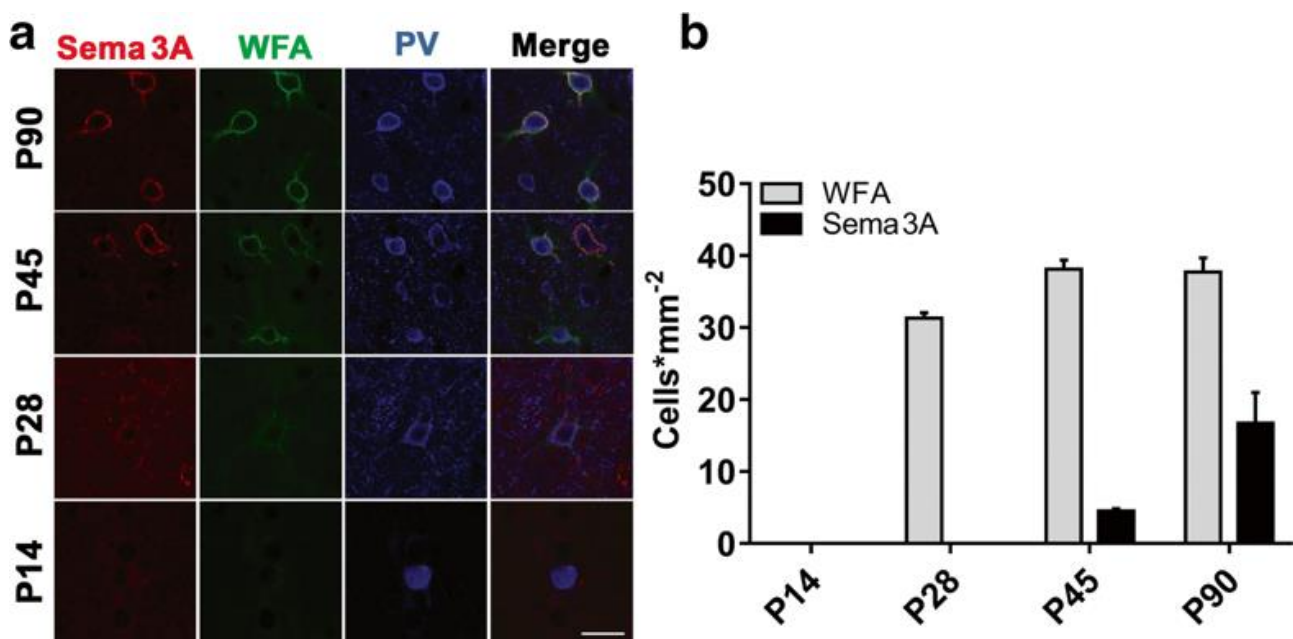 a
Sema 3A WFA PV Merge
P90
P45
P28
P14
b
WFA
Sema 3A
Cells*mm-2
50
40
30
20
10
0
P14 P28 P45 P90